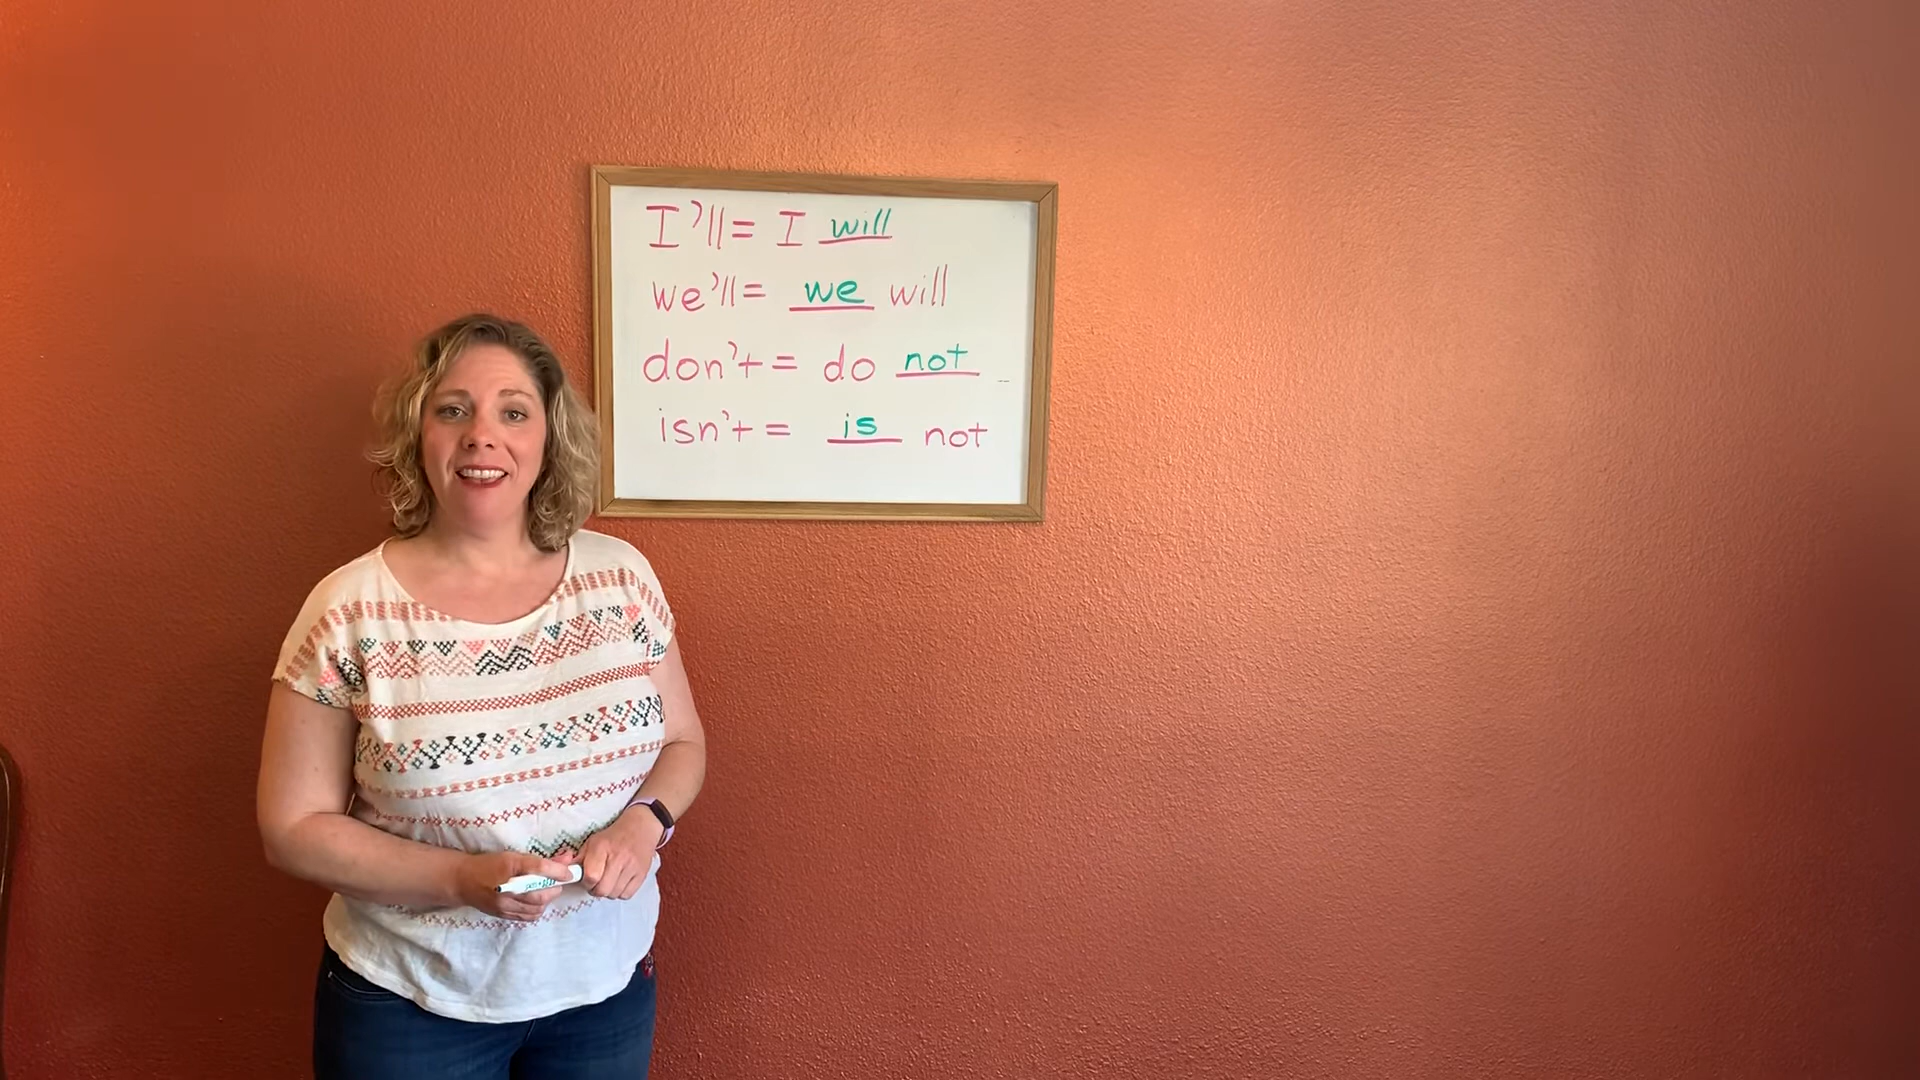 I'll = I will
we'll = we will
don't = do not
isn't = is not